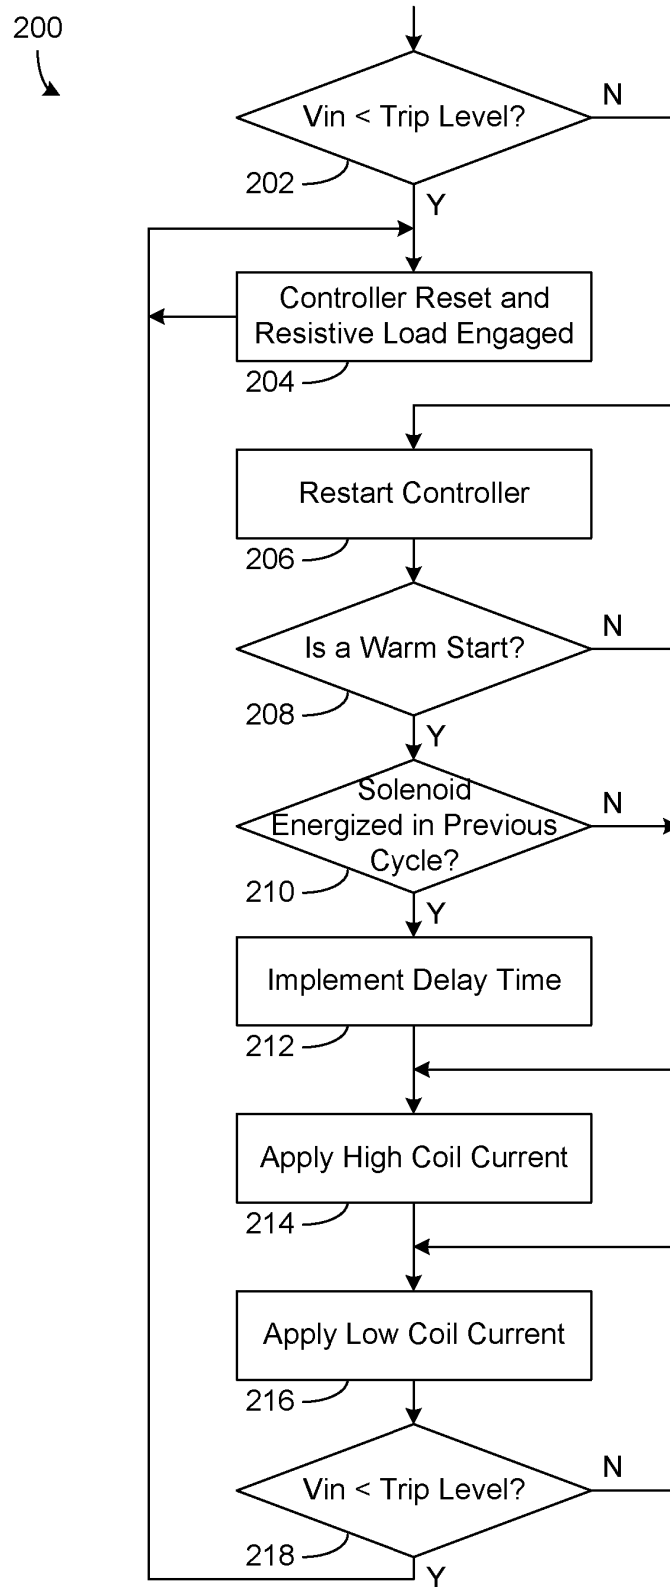 200
Vin < Trip Level?
N
202
Y
Controller Reset and
Resistive Load Engaged
204
Restart Controller
206
Is a Warm Start?
N
208
Y
Solenoid
Energized in Previous
Cycle?
N
210
Y
Implement Delay Time
212
Apply High Coil Current
214
Apply Low Coil Current
216
Vin < Trip Level?
N
218
Y